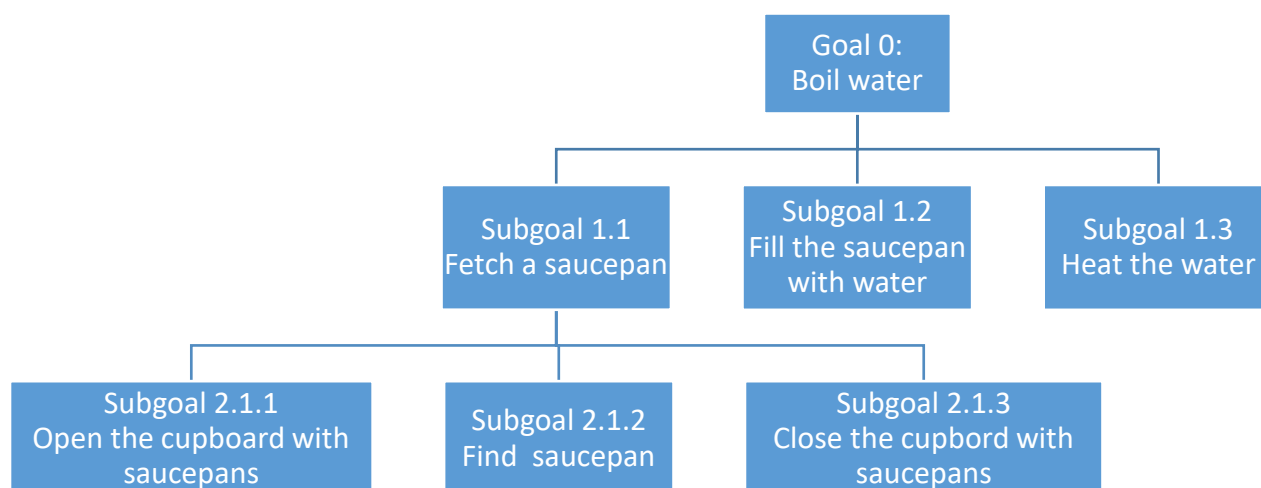 Goal 0:
Boil water
Subgoal 1.1
Fetch a saucepan
Subgoal 1.2
Fill the saucepan
with water
Subgoal 1.3
Heat the water
Subgoal 2.1.1
Open the cupboard with
saucepans
Subgoal 2.1.2
Find  saucepan
Subgoal 2.1.3
Close the cupbord with
saucepans